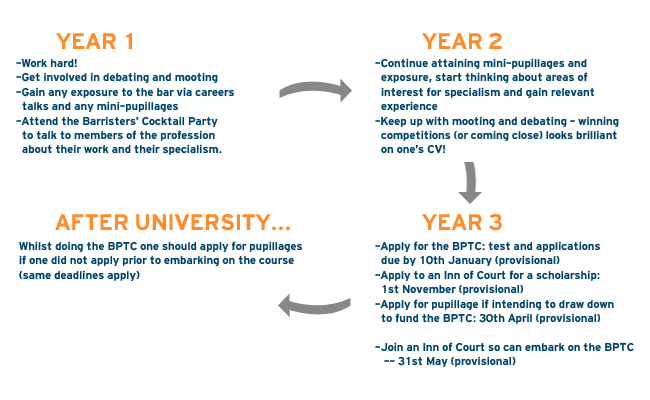 YEAR 1
-Work hard!
-Get involved in debating and mooting
-Gain any exposure to the bar via careers
talks and any mini-pupillages
-Attend the Barristers' Cocktail Party
to talk to members of the profession
about their work and their specialism.
YEAR 2
-Continue attaining mini-pupillages and
exposure, start thinking about areas of
interest for specialism and gain relevant
experience
-Keep up with mooting and debating - winning
competitions (or coming close) looks brilliant
on one's CV!
YEAR 3
-Apply for the BPTC: test and applications
due by 10th January (provisional)
-Apply to an Inn of Court for a scholarship:
1st November (provisional)
-Apply for pupillage if intending to draw down
to fund the BPTC: 30th April (provisional)
-Join an Inn of Court so can embark on the BPTC
-- 31st May (provisional)
AFTER UNIVERSITY...
Whilst doing the BPTC one should apply for pupillages
if one did not apply prior to embarking on the course
(same deadlines apply)